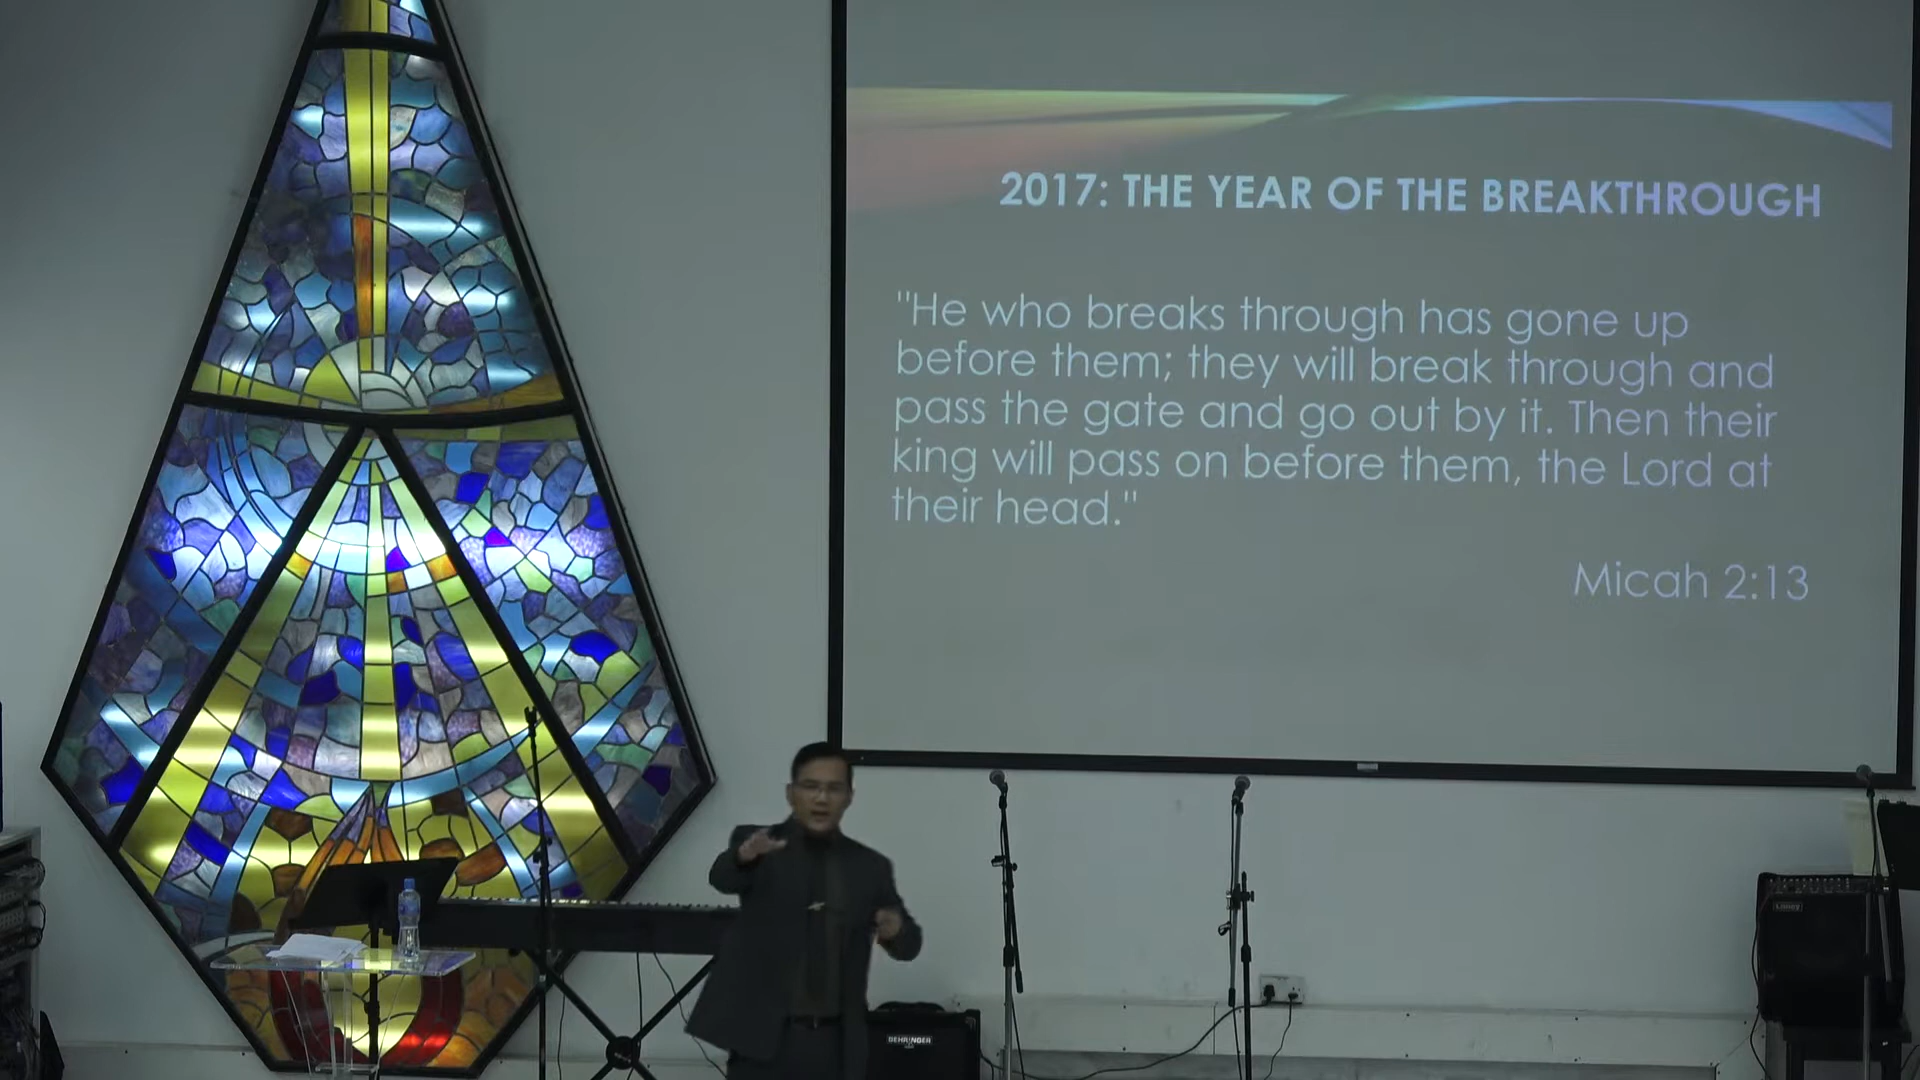 2017: THE YEAR OF THE BREAKTHROUGH
"He who breaks through has gone up
before them; they will break through and
pass the gate and go out by it. Then their
king will pass on before them, the Lord at
their head."
Micah 2:13
Laney
BEHRINGER